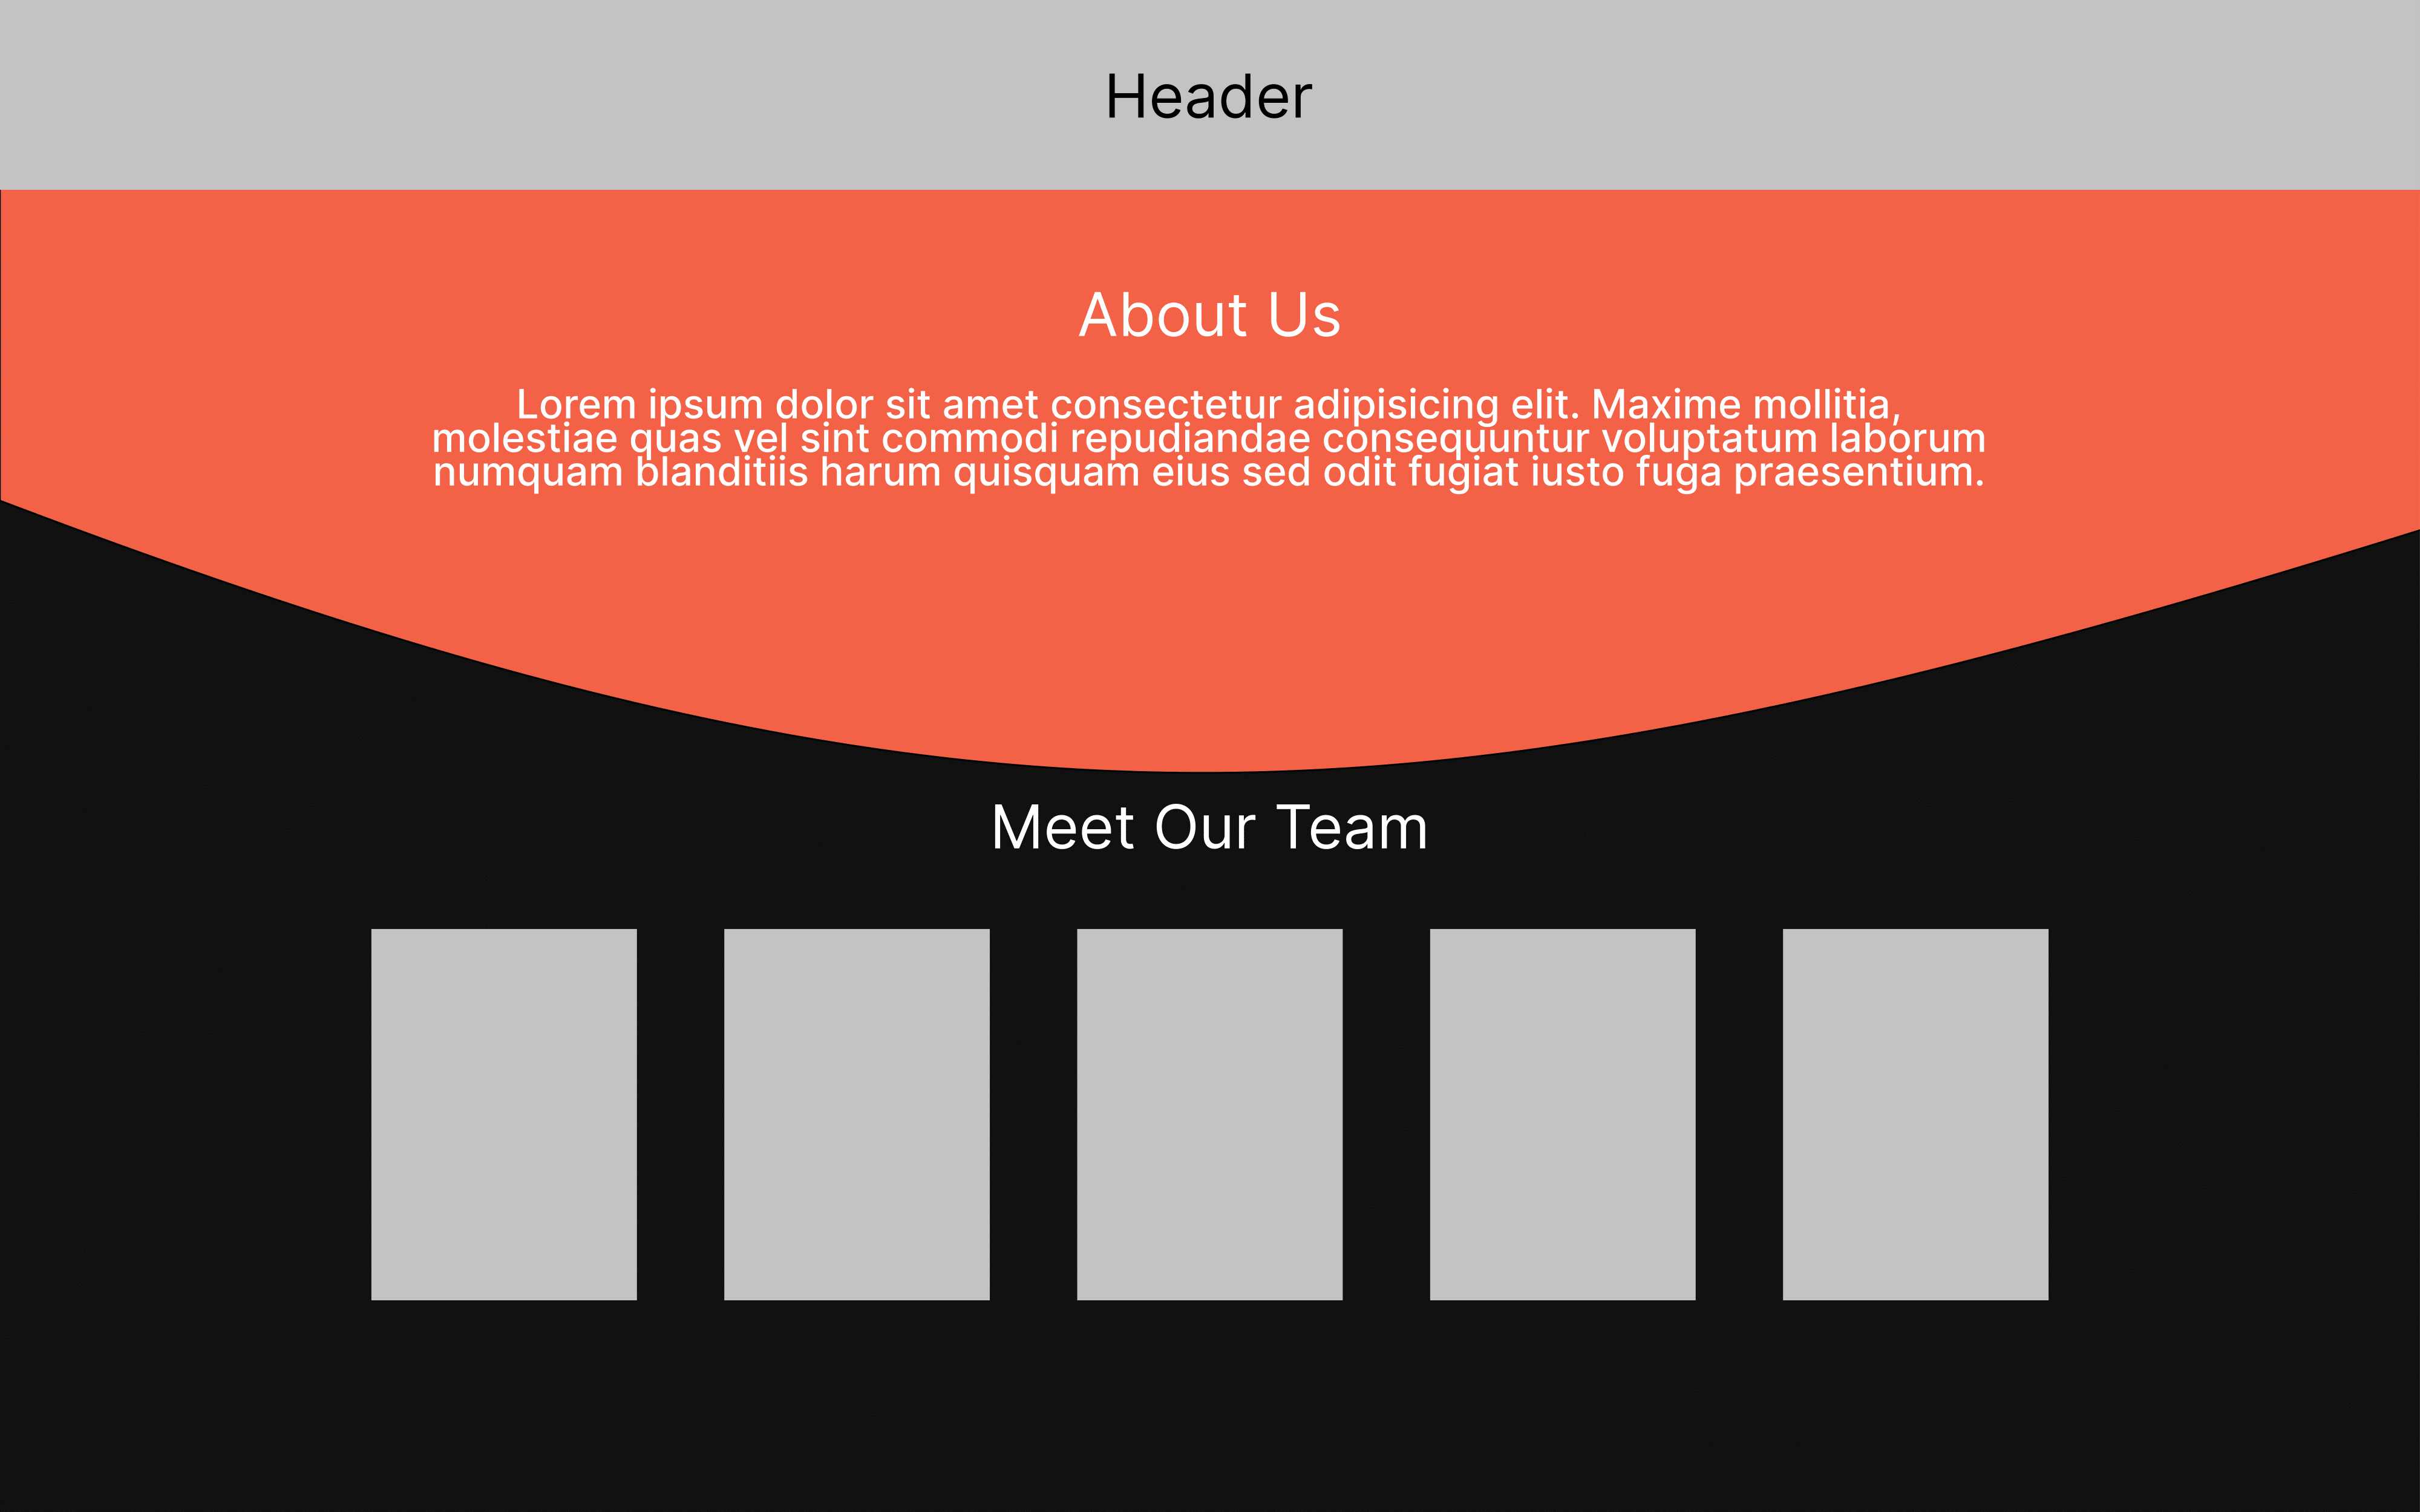 Header
About Us
Lorem ipsum dolor sit amet consectetur adipisicing elit. Maxime mollitia,
molestiae quas vel sint commodi repudiandae consequuntur voluptatum laborum
numquam blanditiis harum quisquam eius sed odit fugiat iusto fuga praesentium.
Meet Our Team